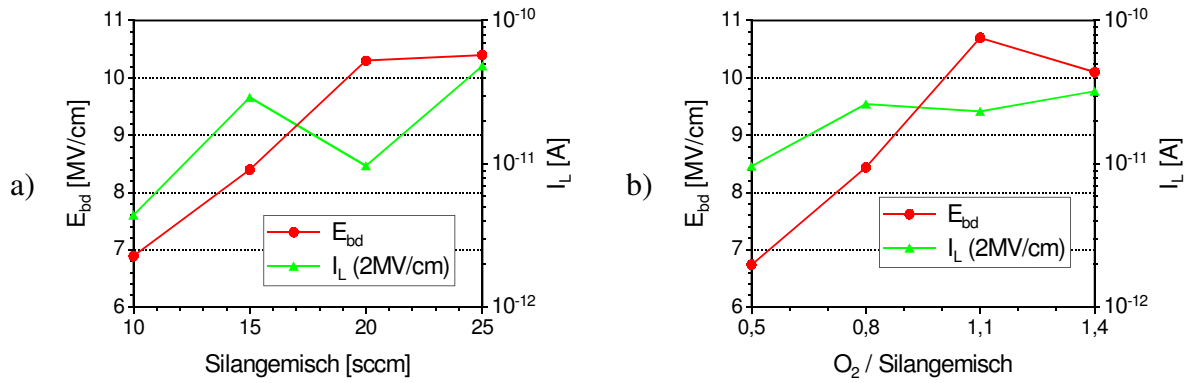 a)
E_bd [MV/cm]
11
10
9
8
7
6
10
15
20
25
Silangemisch [sccm]
10^-10
10^-11
10^-12
I_L [A]
E_bd
I_L (2MV/cm)
b)
E_bd [MV/cm]
11
10
9
8
7
6
0,5
0,8
1,1
1,4
O_2 / Silangemisch
10^-10
10^-11
10^-12
I_L [A]
E_bd
I_L (2MV/cm)